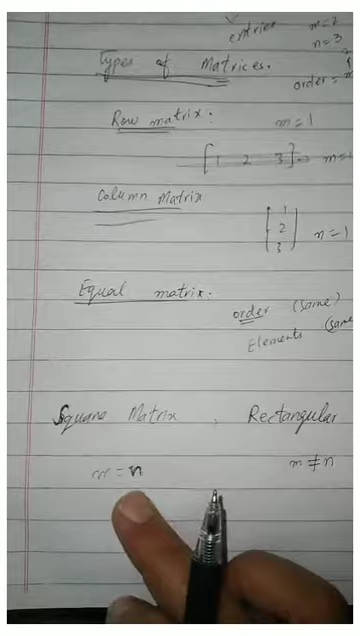 entries m=2
n=3
Types of Matrices.
order =
Row matrix: m=1
[1 2 3] → m=1
Column Matrix
[1 2 3] n=1
Equal matrix.
order (same)
Elements (same
Square Matrix , Rectangular
m=n m≠n